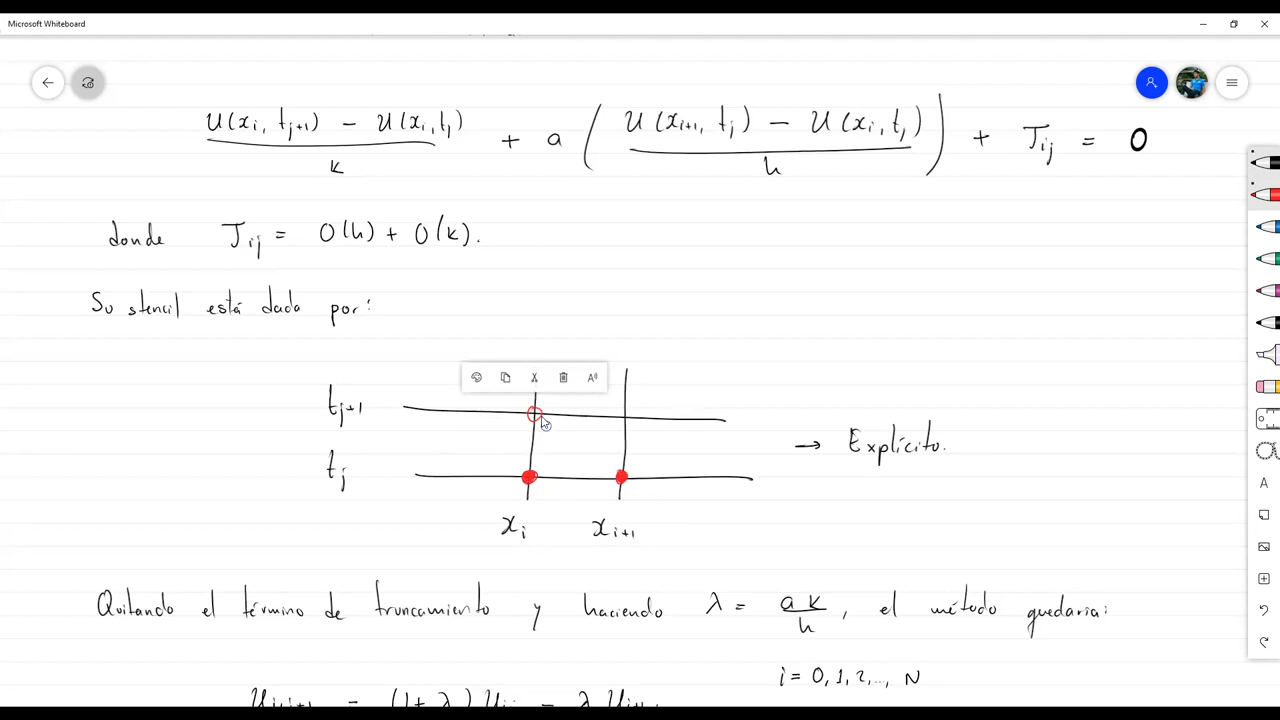 Microsoft Whiteboard
U(xi, tj+1) − U(xi, tj) / k + a ( U(xi+1, tj) − U(xi, tj) / h ) + Tij = 0
donde Tij = O(h) + O(k).
Su stencil está dada por:
tj+1
tj → Explícito.
xi xi+1
Quitando el término de truncamiento y haciendo λ = a k / h, el método quedaria:
i = 0, 1, 2, ..., N